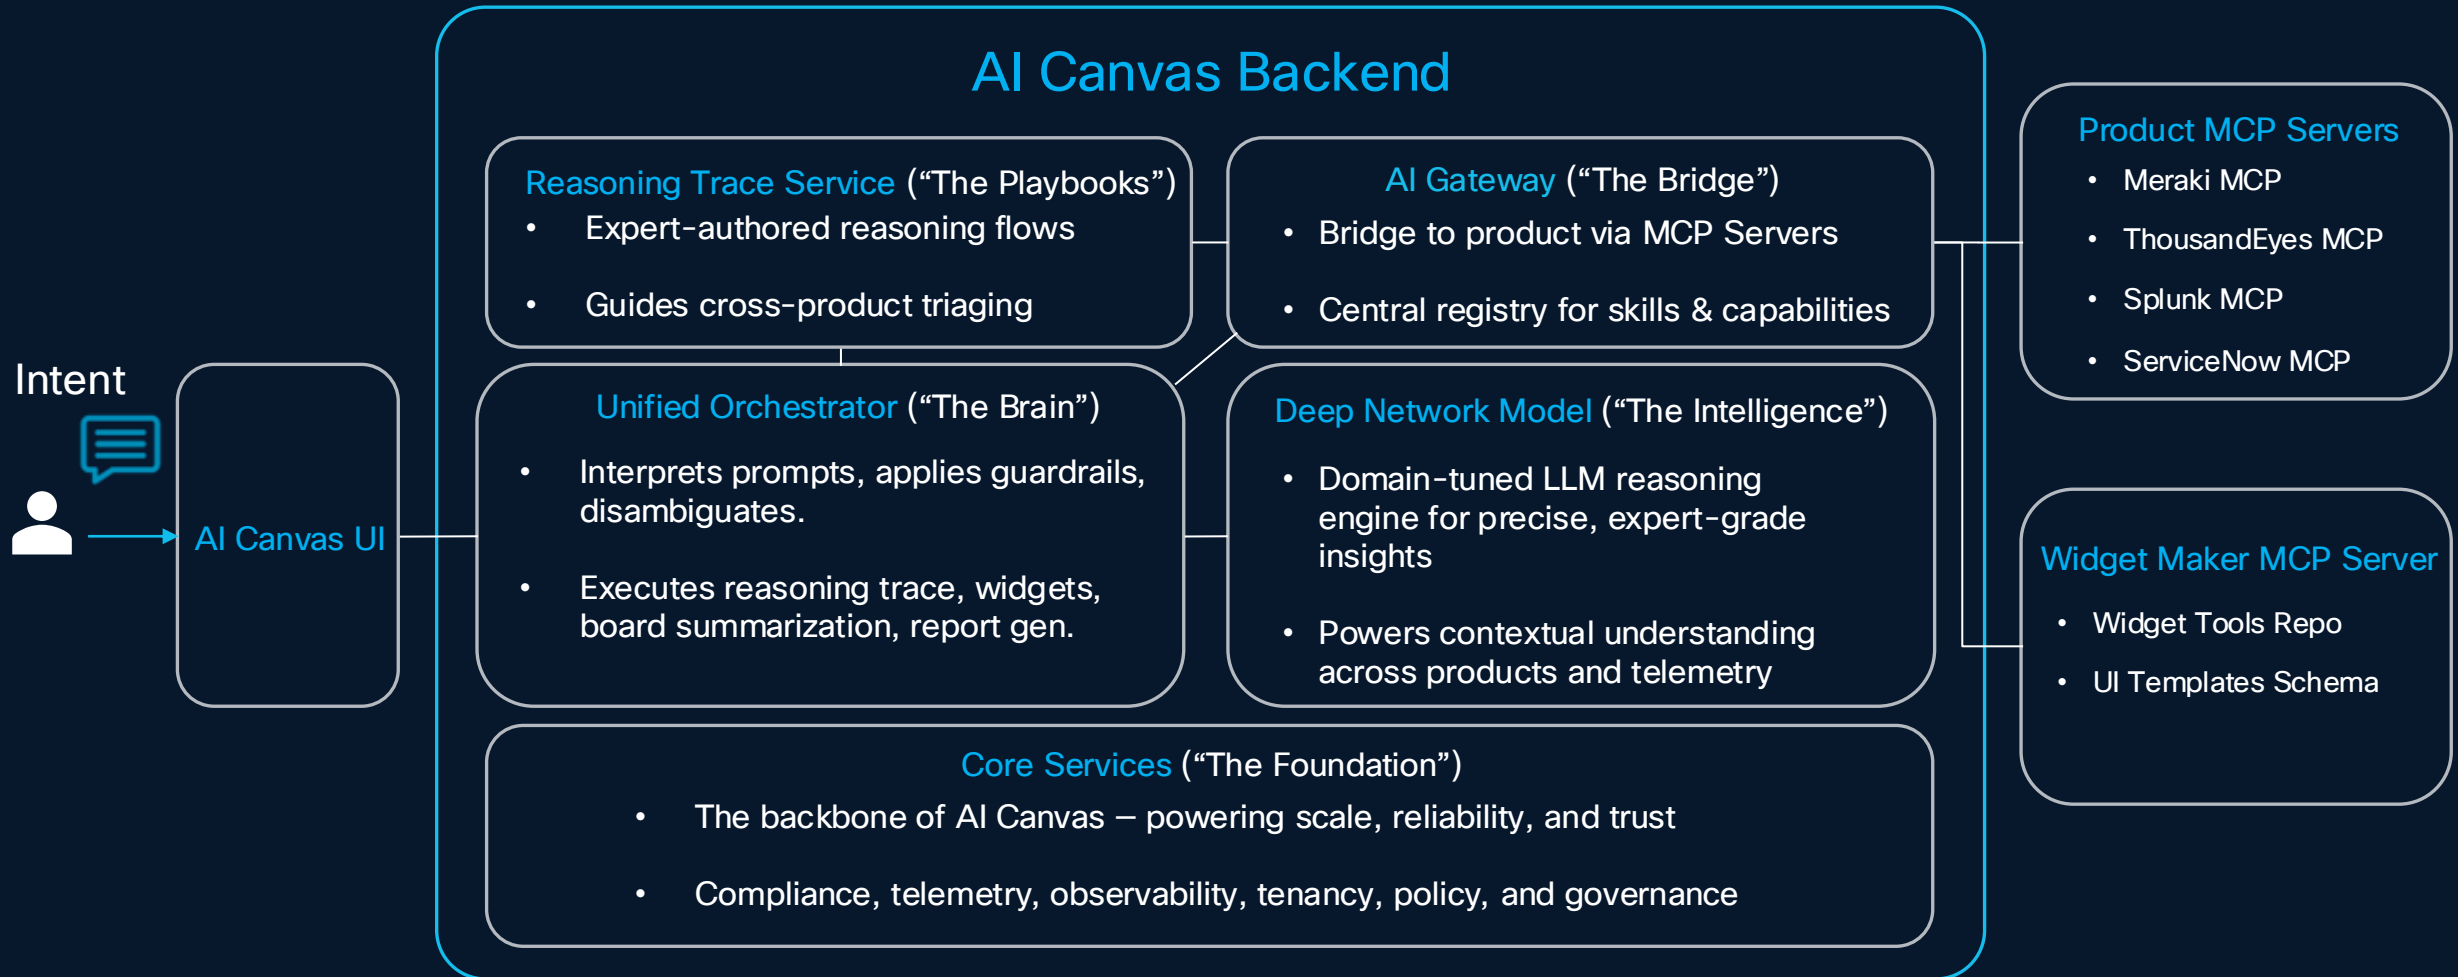 AI Canvas Backend
Intent
AI Canvas UI
Reasoning Trace Service (“The Playbooks”)
• Expert-authored reasoning flows
• Guides cross-product triaging
AI Gateway (“The Bridge”)
• Bridge to product via MCP Servers
• Central registry for skills & capabilities
Unified Orchestrator (“The Brain”)
• Interprets prompts, applies guardrails,
disambiguates.
• Executes reasoning trace, widgets,
board summarization, report gen.
Deep Network Model (“The Intelligence”)
• Domain-tuned LLM reasoning
engine for precise, expert-grade
insights
• Powers contextual understanding
across products and telemetry
Core Services (“The Foundation”)
• The backbone of AI Canvas – powering scale, reliability, and trust
• Compliance, telemetry, observability, tenancy, policy, and governance
Product MCP Servers
• Meraki MCP
• ThousandEyes MCP
• Splunk MCP
• ServiceNow MCP
Widget Maker MCP Server
• Widget Tools Repo
• UI Templates Schema